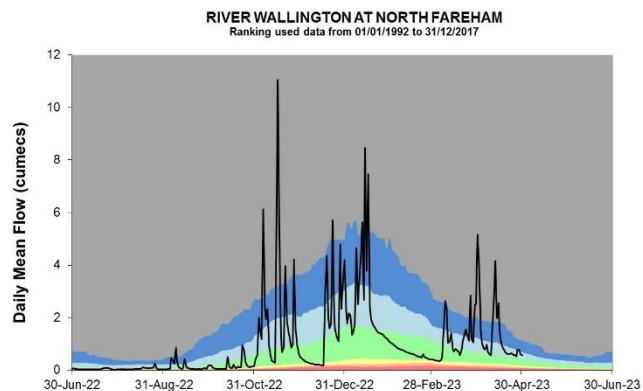 RIVER WALLINGTON AT NORTH FAREHAM
Ranking used data from 01/01/1992 to 31/12/2017
Daily Mean Flow (cumecs)
12
10
8
6
4
2
0
30-Jun-22 31-Aug-22 31-Oct-22 31-Dec-22 28-Feb-23 30-Apr-23 30-Jun-23